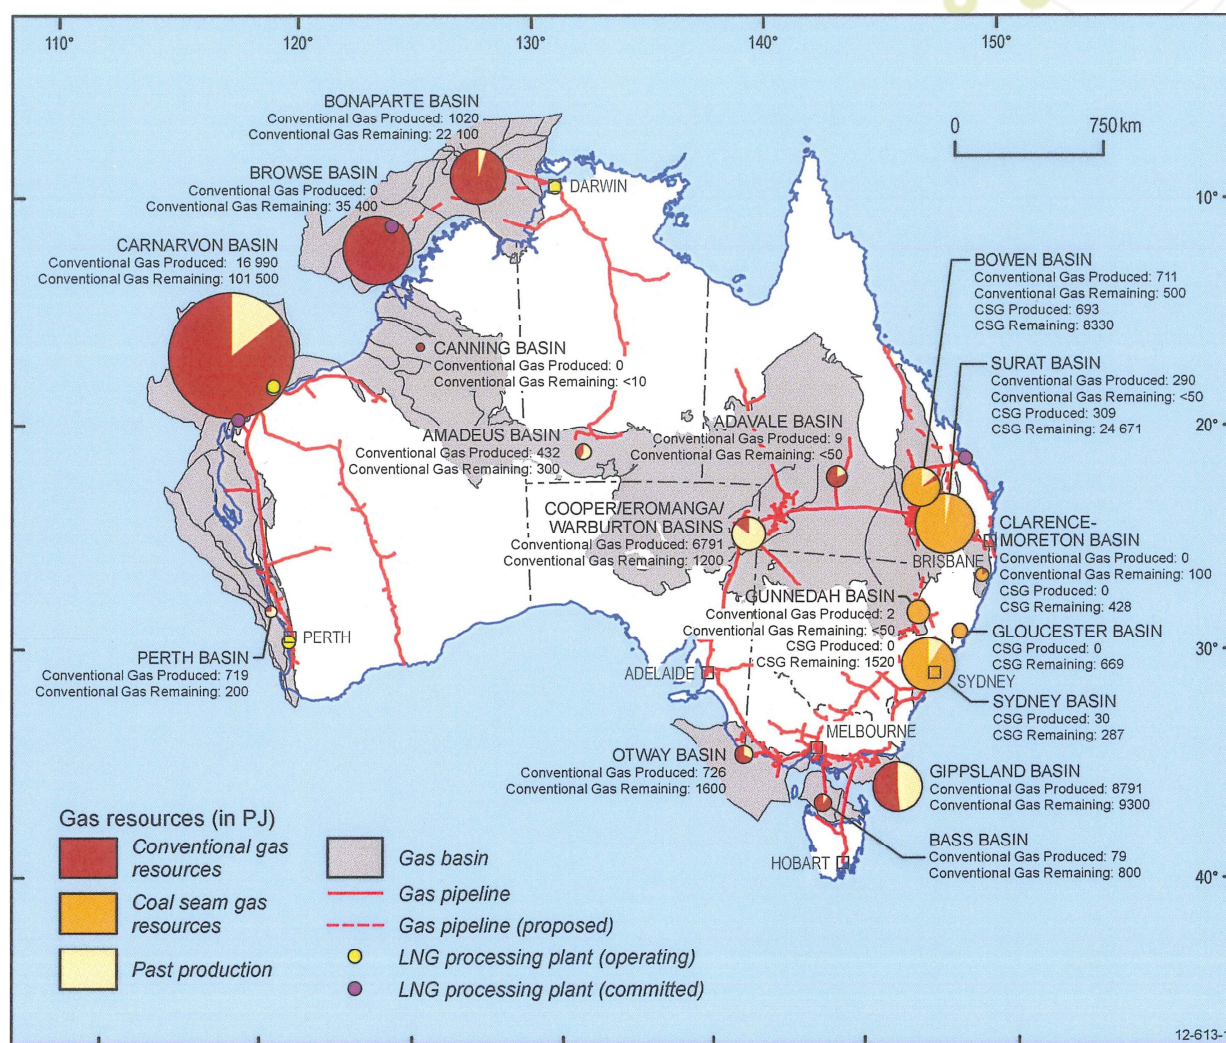 110°
120°
130°
140°
150°
BONAPARTE BASIN
Conventional Gas Produced: 1020
Conventional Gas Remaining: 22 100
0
750 km
BROWSE BASIN
Conventional Gas Produced: 0
Conventional Gas Remaining: 35 400
DARWIN
10°
CARNARVON BASIN
Conventional Gas Produced: 16 990
Conventional Gas Remaining: 101 500
BOWEN BASIN
Conventional Gas Produced: 711
Conventional Gas Remaining: 500
CSG Produced: 693
CSG Remaining: 8330
CANNING BASIN
Conventional Gas Produced: 0
Conventional Gas Remaining: <10
SURAT BASIN
Conventional Gas Produced: 290
Conventional Gas Remaining: <50
CSG Produced: 309
CSG Remaining: 24 671
20°
AMADEUS BASIN
Conventional Gas Produced: 432
Conventional Gas Remaining: 300
ADAVALE BASIN
Conventional Gas Produced: 9
Conventional Gas Remaining: <50
COOPER/EROMANGA/
WARBURTON BASINS
Conventional Gas Produced: 6791
Conventional Gas Remaining: 1200
BRISBANE
CLARENCE-
MORETON BASIN
Conventional Gas Produced: 0
Conventional Gas Remaining: 100
CSG Produced: 0
CSG Remaining: 428
GUNNEDAH BASIN
Conventional Gas Produced: 2
Conventional Gas Remaining: <50
CSG Produced: 0
CSG Remaining: 1520
GLOUCESTER BASIN
CSG Produced: 0
CSG Remaining: 669
30°
PERTH
PERTH BASIN
Conventional Gas Produced: 719
Conventional Gas Remaining: 200
ADELAIDE
SYDNEY
SYDNEY BASIN
CSG Produced: 30
CSG Remaining: 287
MELBOURNE
OTWAY BASIN
Conventional Gas Produced: 726
Conventional Gas Remaining: 1600
GIPPSLAND BASIN
Conventional Gas Produced: 8791
Conventional Gas Remaining: 9300
BASS BASIN
Conventional Gas Produced: 79
Conventional Gas Remaining: 800
HOBART
40°
Gas resources (in PJ)
Conventional gas
resources
Coal seam gas
resources
Past production
Gas basin
Gas pipeline
Gas pipeline (proposed)
LNG processing plant (operating)
LNG processing plant (committed)
12-613-1